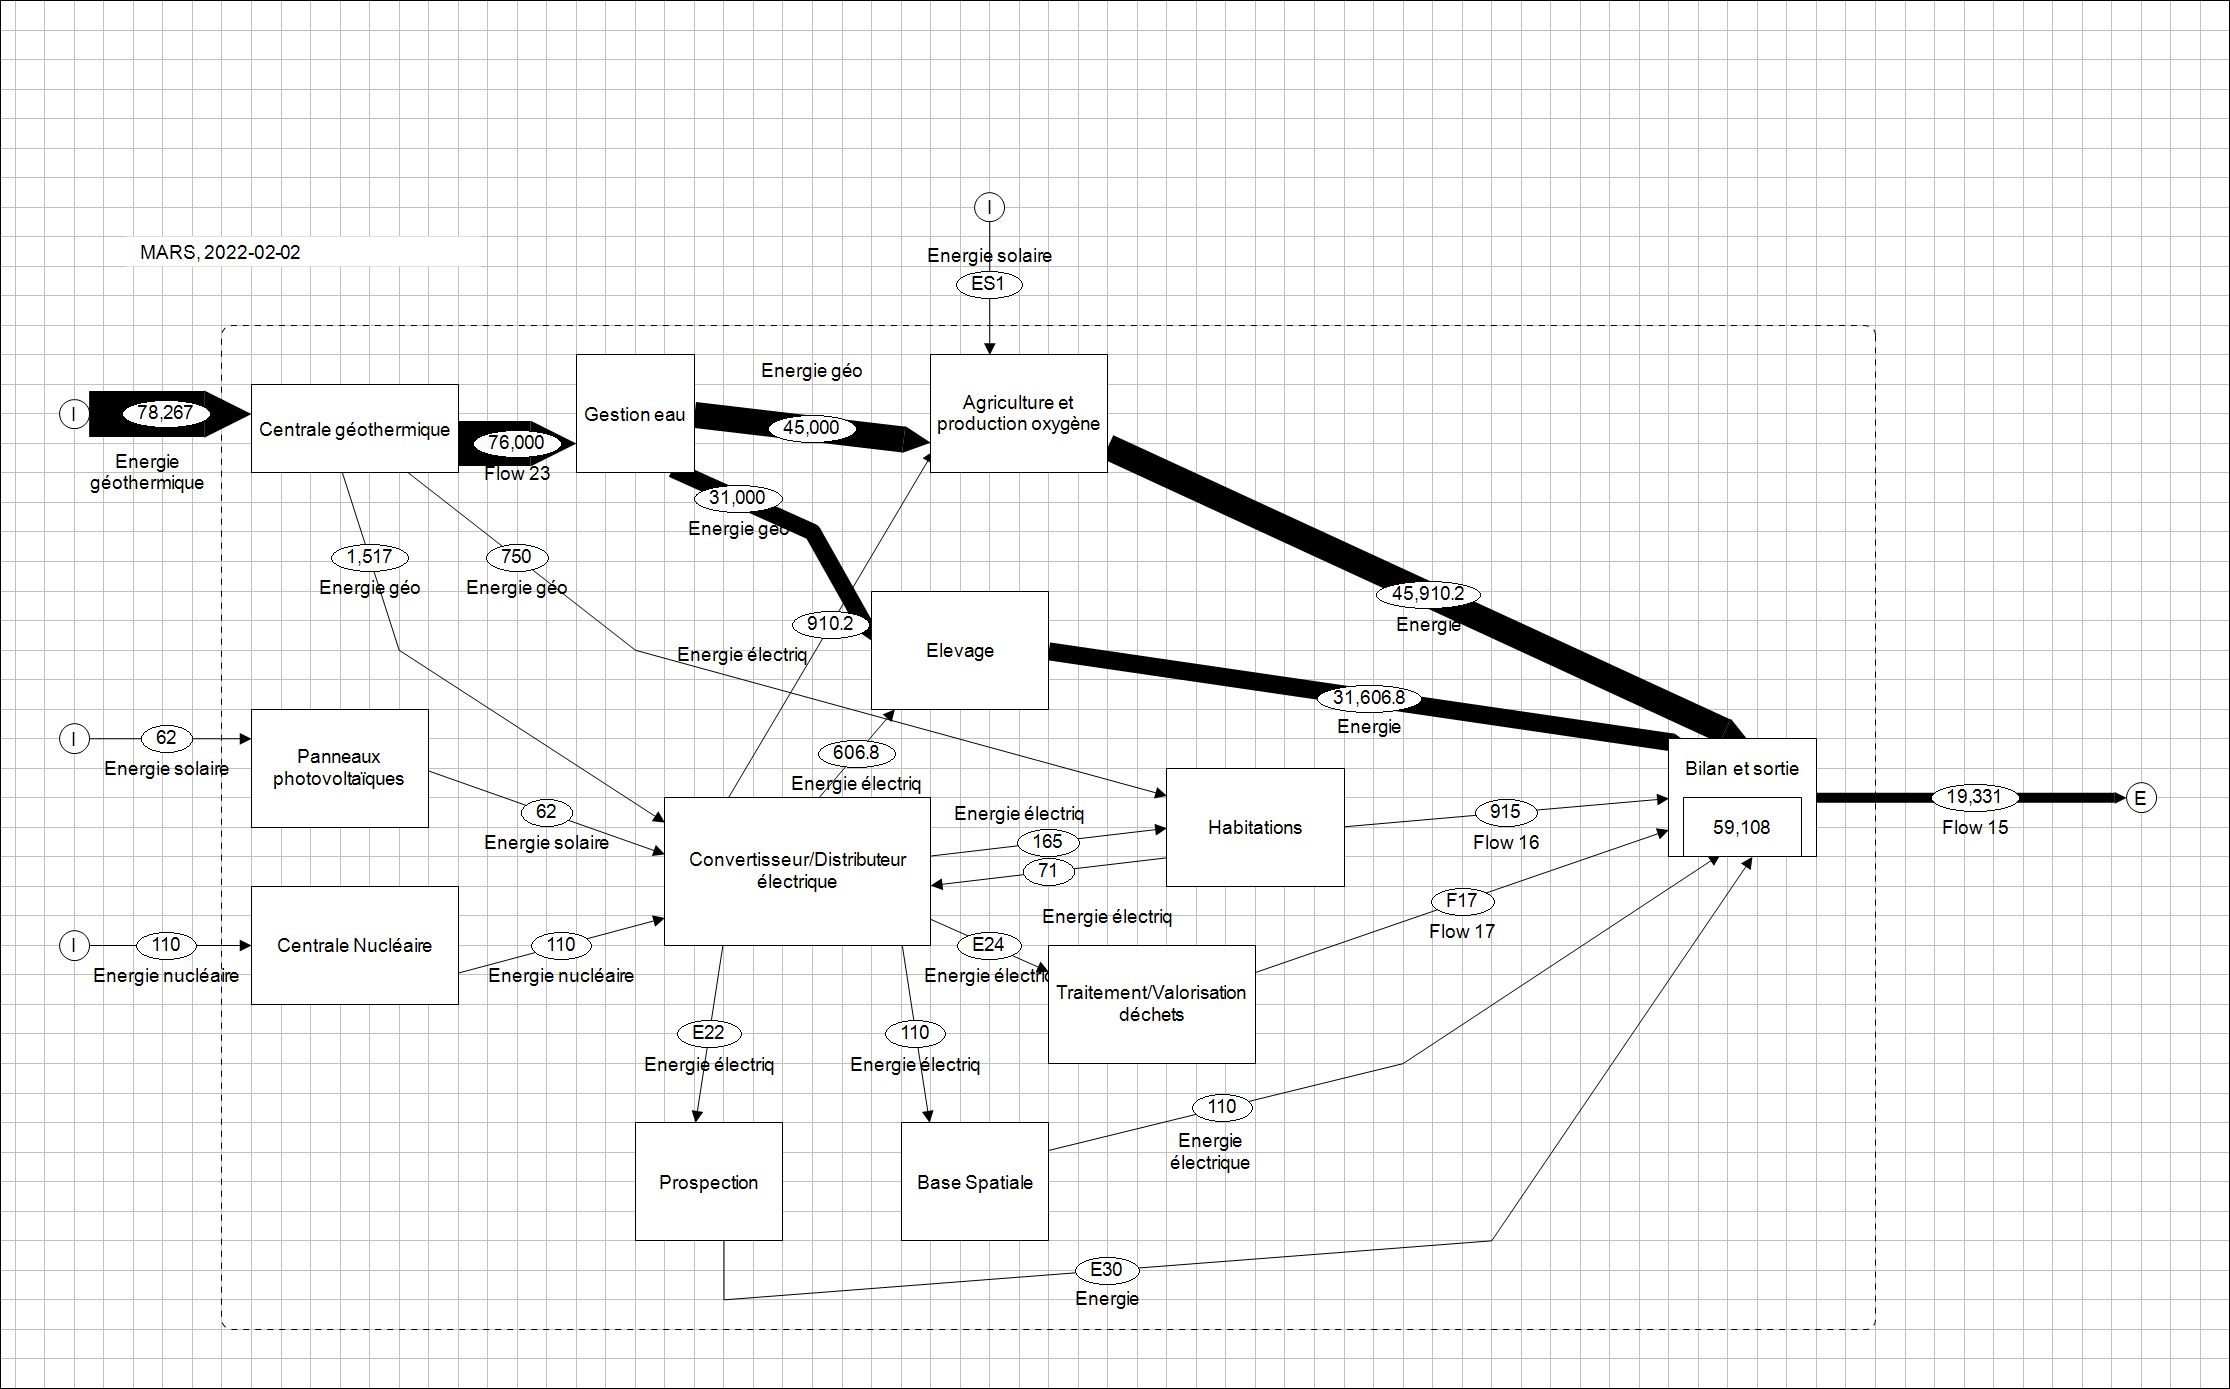 I
Energie solaire
ES1
MARS, 2022-02-02
I
78,267
Energie
géothermique
Centrale géothermique
76,000
Flow 23
Gestion eau
Energie géo
45,000
Agriculture et
production oxygène
31,000
Energie géo
1,517
Energie géo
750
Energie géo
910.2
Energie électriq
45,910.2
Energie
Elevage
31,606.8
Energie
606.8
Energie électriq
I
62
Energie solaire
Panneaux
photovoltaïques
62
Energie solaire
Convertisseur/Distributeur
électrique
Energie électriq
165
71
Energie électriq
Habitations
915
Flow 16
Bilan et sortie
59,108
19,331
Flow 15
E
F17
Flow 17
I
110
Energie nucléaire
Centrale Nucléaire
110
Energie nucléaire
E24
Energie électriq
Traitement/Valorisation
déchets
E22
Energie électriq
110
Energie électriq
110
Energie
électrique
Prospection
Base Spatiale
E30
Energie